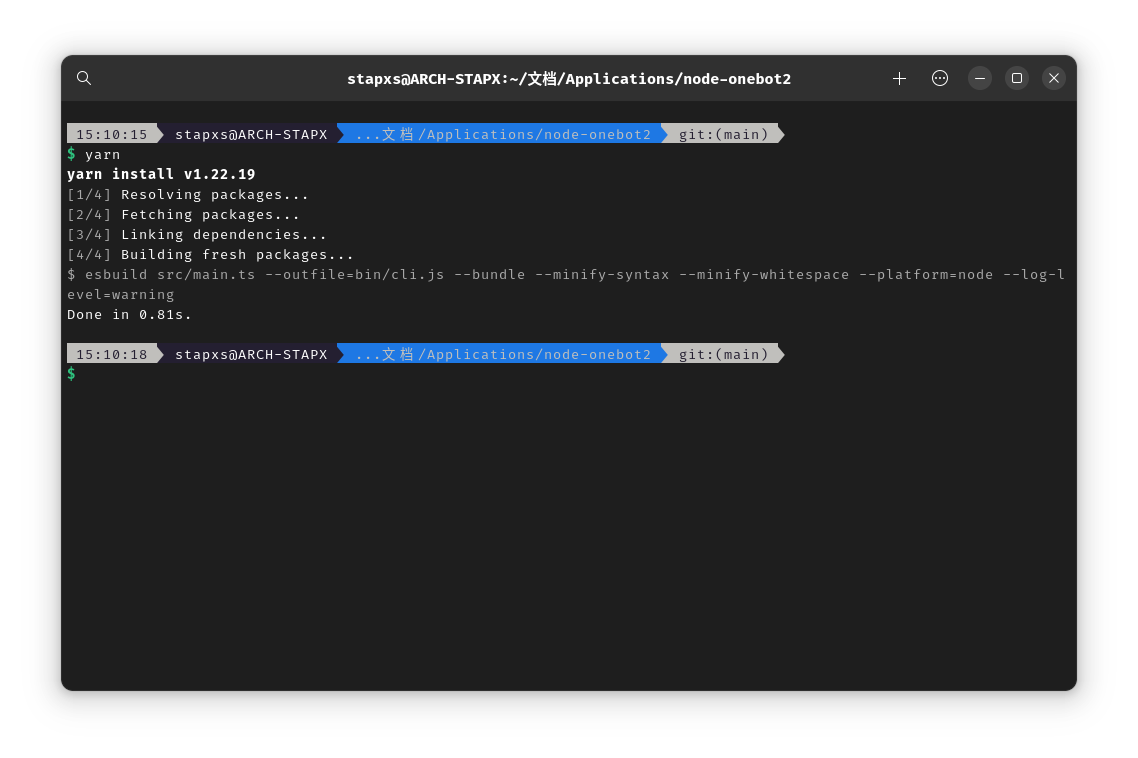 stapxs@ARCH-STAPX:~/文档/Applications/node-onebot2
15:10:15 stapxs@ARCH-STAPX ...文档/Applications/node-onebot2 git:(main)
$ yarn
yarn install v1.22.19
[1/4] Resolving packages...
[2/4] Fetching packages...
[3/4] Linking dependencies...
[4/4] Building fresh packages...
$ esbuild src/main.ts --outfile=bin/cli.js --bundle --minify-syntax --minify-whitespace --platform=node --log-l
evel=warning
Done in 0.81s.
15:10:18 stapxs@ARCH-STAPX ...文档/Applications/node-onebot2 git:(main)
$